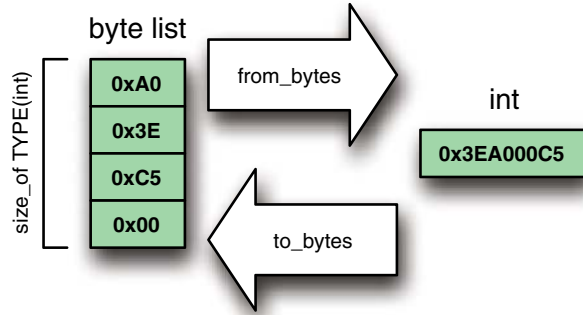 byte list
size_of TYPE(int)
0xA0
0x3E
0xC5
0x00
from_bytes
to_bytes
int
0x3EA000C5